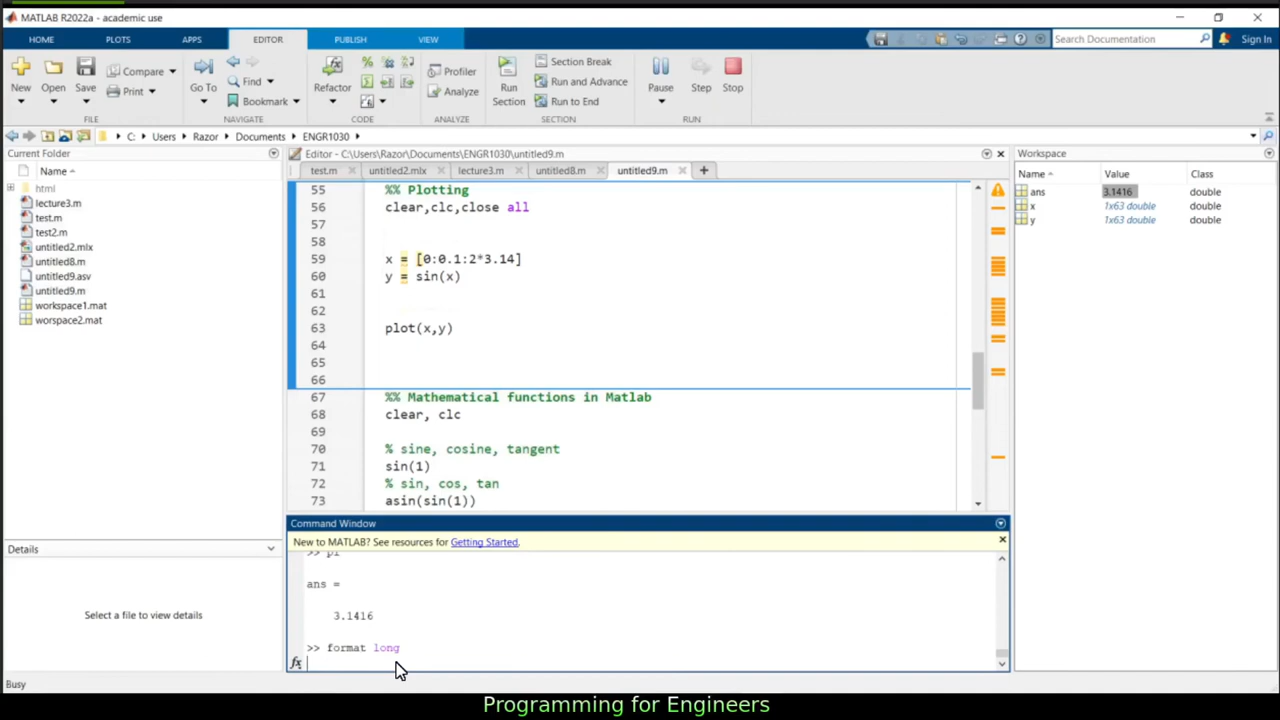 MATLAB R2022a - academic use
HOME PLOTS APPS EDITOR PUBLISH VIEW Search Documentation Sign In
New Open Save Compare Print
Go To Find Bookmark
Refactor Profiler Analyze
Run Section Section Break Run and Advance Run to End
Pause Step Stop
FILE NAVIGATE CODE ANALYZE SECTION RUN
C: Users Razor Documents ENGR1030
Current Folder
Name
html
lecture3.m
test.m
test2.m
untitled2.mlx
untitled8.m
untitled9.asv
untitled9.m
workspace1.mat
worspace2.mat
Details
Select a file to view details
Editor - C:\Users\Razor\Documents\ENGR1030\untitled9.m
test.m untitled2.mlx lecture3.m untitled8.m untitled9.m
55 %% Plotting
56 clear,clc,close all
57
58
59 x = [0:0.1:2*3.14]
60 y = sin(x)
61
62
63 plot(x,y)
64
65
66
67 %% Mathematical functions in Matlab
68 clear, clc
69
70 % sine, cosine, tangent
71 sin(1)
72 % sin, cos, tan
73 asin(sin(1))
Command Window
New to MATLAB? See resources for Getting Started.
>> pi
ans =
3.1416
>> format long
fx
Workspace
Name Value Class
ans 3.1416 double
x 1x63 double double
y 1x63 double double
Busy
Programming for Engineers